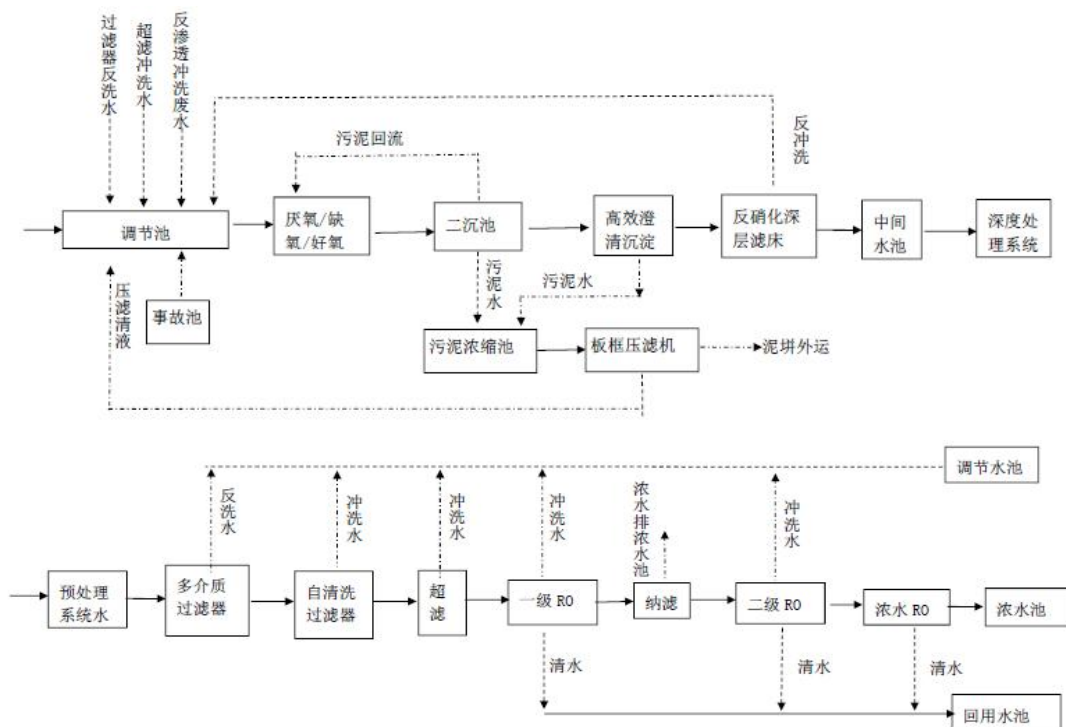 过滤器反洗水
超滤冲洗水
反渗透冲洗废水
反冲洗
污泥回流
调节池
厌氧/缺
氧/好氧
二沉池
高效澄
清沉淀
反硝化深
层滤床
中间
水池
深度处
理系统
压滤清液
事故池
污泥水
污泥水
污泥浓缩池
板框压滤机
泥垪外运
调节水池
反洗水
冲洗水
冲洗水
冲洗水
浓水排浓水池
冲洗水
预处理
系统水
多介质
过滤器
自清洗
过滤器
超
滤
一级 RO
纳滤
二级 RO
浓水 RO
浓水池
清水
清水
清水
回用水池